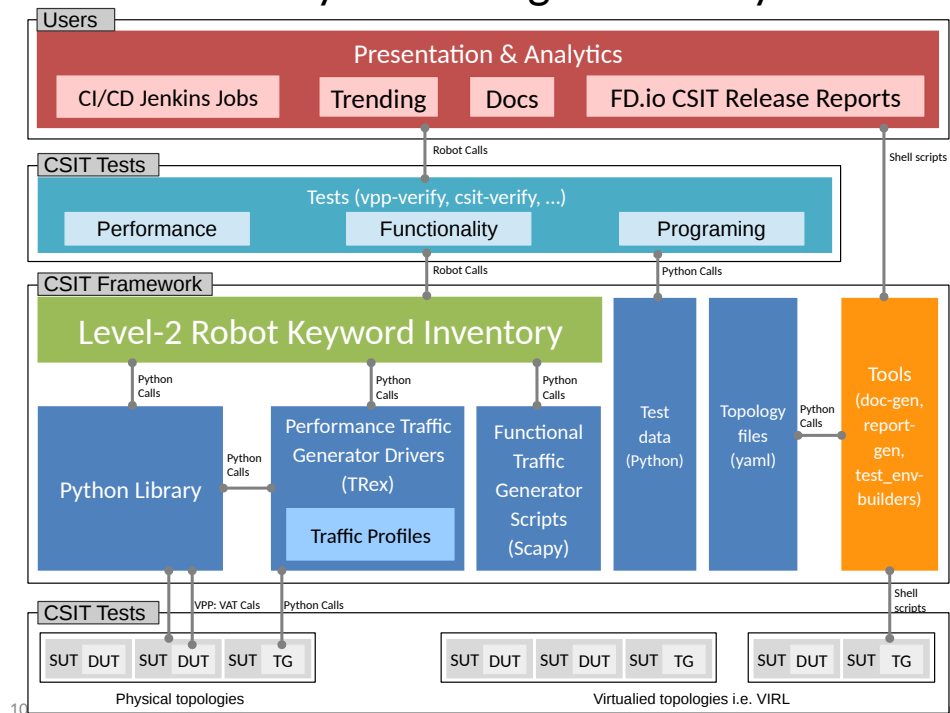 Users
Presentation & Analytics
CI/CD Jenkins Jobs
Trending
Docs
FD.io CSIT Release Reports
Robot Calls
Shell scripts
CSIT Tests
Tests (vpp-verify, csit-verify, …)
Performance
Functionality
Programing
Robot Calls
Python Calls
CSIT Framework
Level-2 Robot Keyword Inventory
Python
Calls
Python
Calls
Python
Calls
Python Library
Python
Calls
Performance Traffic
Generator Drivers
(TRex)
Traffic Profiles
Functional
Traffic
Generator
Scripts
(Scapy)
Test
data
(Python)
Topology
files
(yaml)
Python
Calls
Tools
(doc-gen,
report-
gen,
test_env-
builders)
VPP: VAT Cals
Python Calls
Shell
scripts
CSIT Tests
SUT DUT SUT DUT SUT TG
SUT DUT SUT DUT SUT TG
SUT DUT SUT TG
Physical topologies
Virtualied topologies i.e. VIRL
10